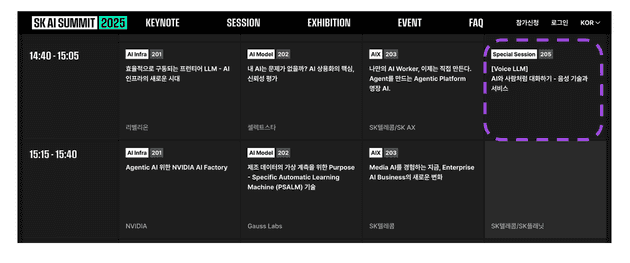 SK AI SUMMIT 2025 KEYNOTE SESSION EXHIBITION EVENT FAQ 참가신청 로그인 KOR
14:40 - 15:05
AI Infra 201
효율적으로 구동되는 프런티어 LLM - AI
인프라의 새로운 시대
리벨리온
AI Model 202
내 AI는 문제가 없을까? AI 상용화의 핵심,
신뢰성 평가
셀렉트스타
AIX 203
나만의 AI Worker, 이제는 직접 만든다.
Agent를 만드는 Agentic Platform
명장 AI.
SK텔레콤/SK AX
Special Session 205
[Voice LLM]
AI와 사람처럼 대화하기 - 음성 기술과
서비스
SK텔레콤/SK플래닛
15:15 - 15:40
AI Infra 201
Agentic AI 위한 NVIDIA AI Factory
NVIDIA
AI Model 202
제조 데이터의 가상 계측을 위한 Purpose
- Specific Automatic Learning
Machine (PSALM) 기술
Gauss Labs
AIX 203
Media AI를 경험하는 지금, Enterprise
AI Business의 새로운 변화
SK텔레콤